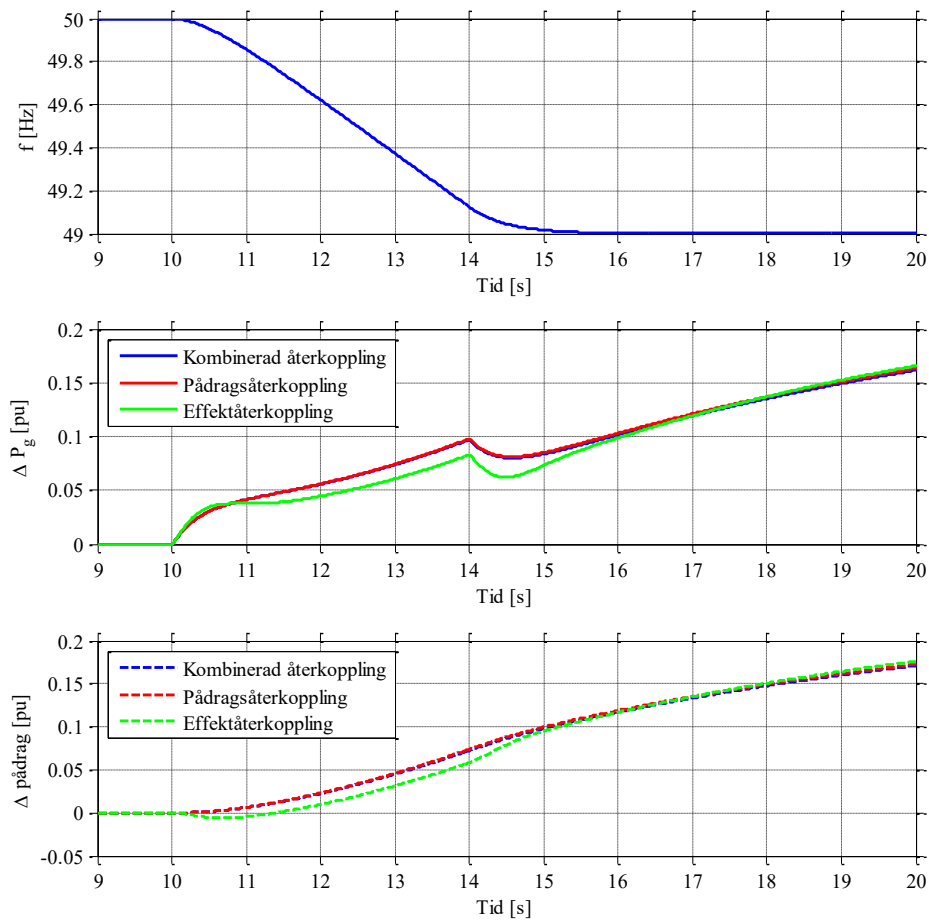 50
49.8
49.6
49.4
49.2
49
f [Hz]
9 10 11 12 13 14 15 16 17 18 19 20
Tid [s]
0.2
0.15
0.1
0.05
0
Δ P_g [pu]
Kombinerad återkoppling
Pådragsåterkoppling
Effektåterkoppling
9 10 11 12 13 14 15 16 17 18 19 20
Tid [s]
0.2
0.15
0.1
0.05
0
-0.05
Δ pådrag [pu]
Kombinerad återkoppling
Pådragsåterkoppling
Effektåterkoppling
9 10 11 12 13 14 15 16 17 18 19 20
Tid [s]